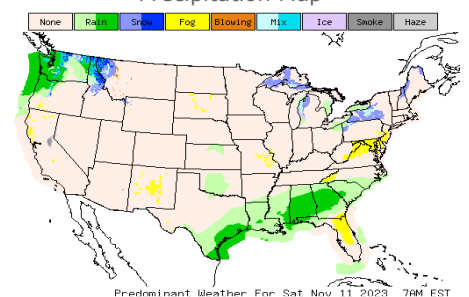 Precipitation Map
None Rain Snow Fog Blowing Mix Ice Smoke Haze
Predominant Weather For Sat Nov 11 2023 7AM EST